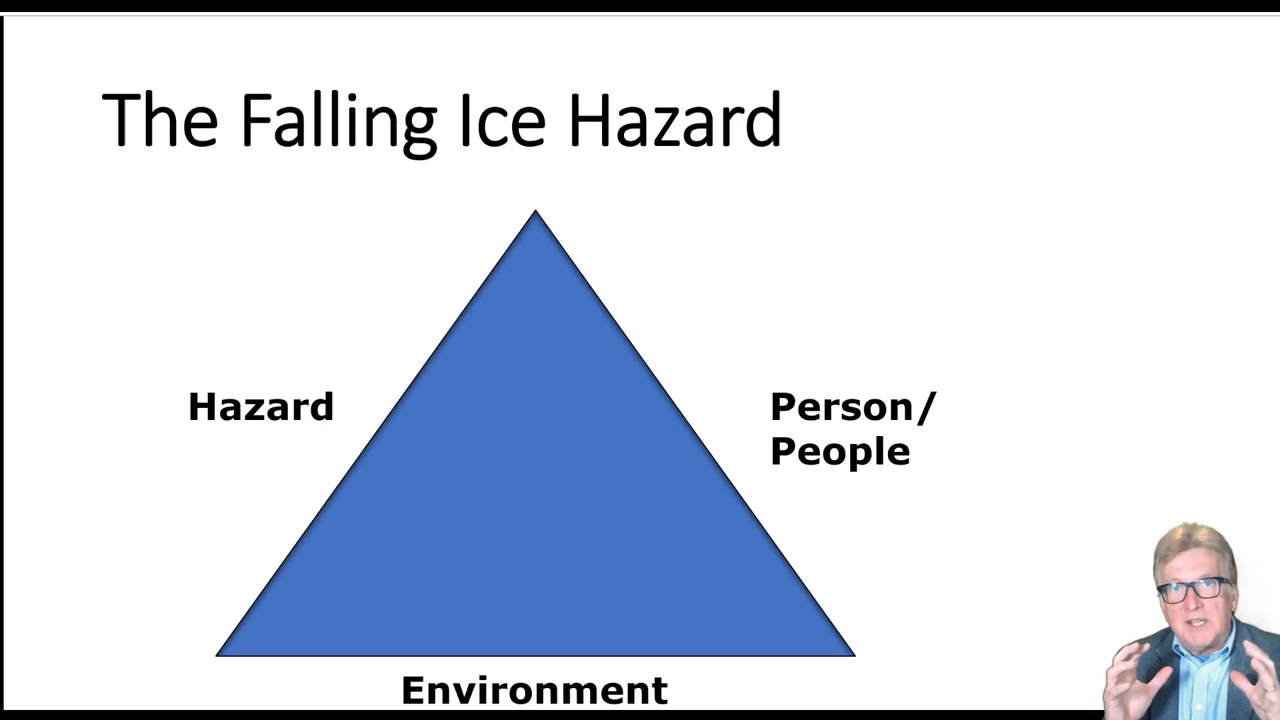 The Falling Ice Hazard
Hazard
Person/
People
Environment